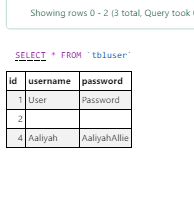 Showing rows 0 - 2 (3 total, Query took
SELECT * FROM `tbluser`
id username password
1 User Password
2
4 Aaliyah AaliyahAllie